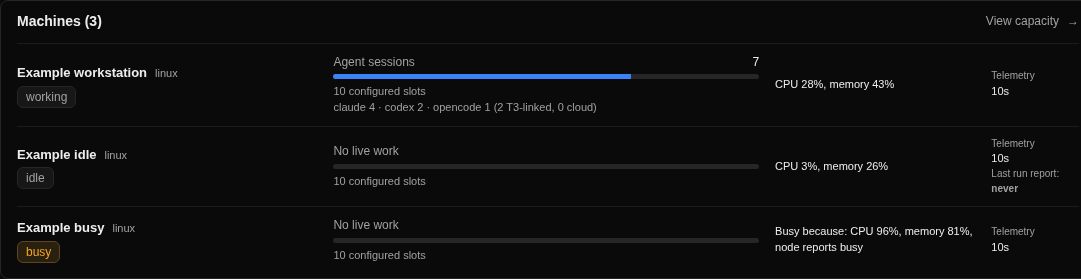 Machines (3)
View capacity →
Example workstation linux
working
Agent sessions 7
10 configured slots
claude 4 · codex 2 · opencode 1 (2 T3-linked, 0 cloud)
CPU 28%, memory 43%
Telemetry
10s
Example idle linux
idle
No live work
10 configured slots
CPU 3%, memory 26%
Telemetry
10s
Last run report:
never
Example busy linux
busy
No live work
10 configured slots
Busy because: CPU 96%, memory 81%,
node reports busy
Telemetry
10s